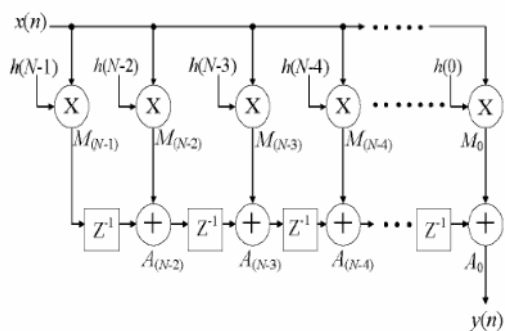 x(n)
h(N-1) h(N-2) h(N-3) h(N-4) h(0)
X X X X X
M(N-1) M(N-2) M(N-3) M(N-4) M0
Z-1 + Z-1 + Z-1 + Z-1 +
A(N-2) A(N-3) A(N-4) A0
y(n)